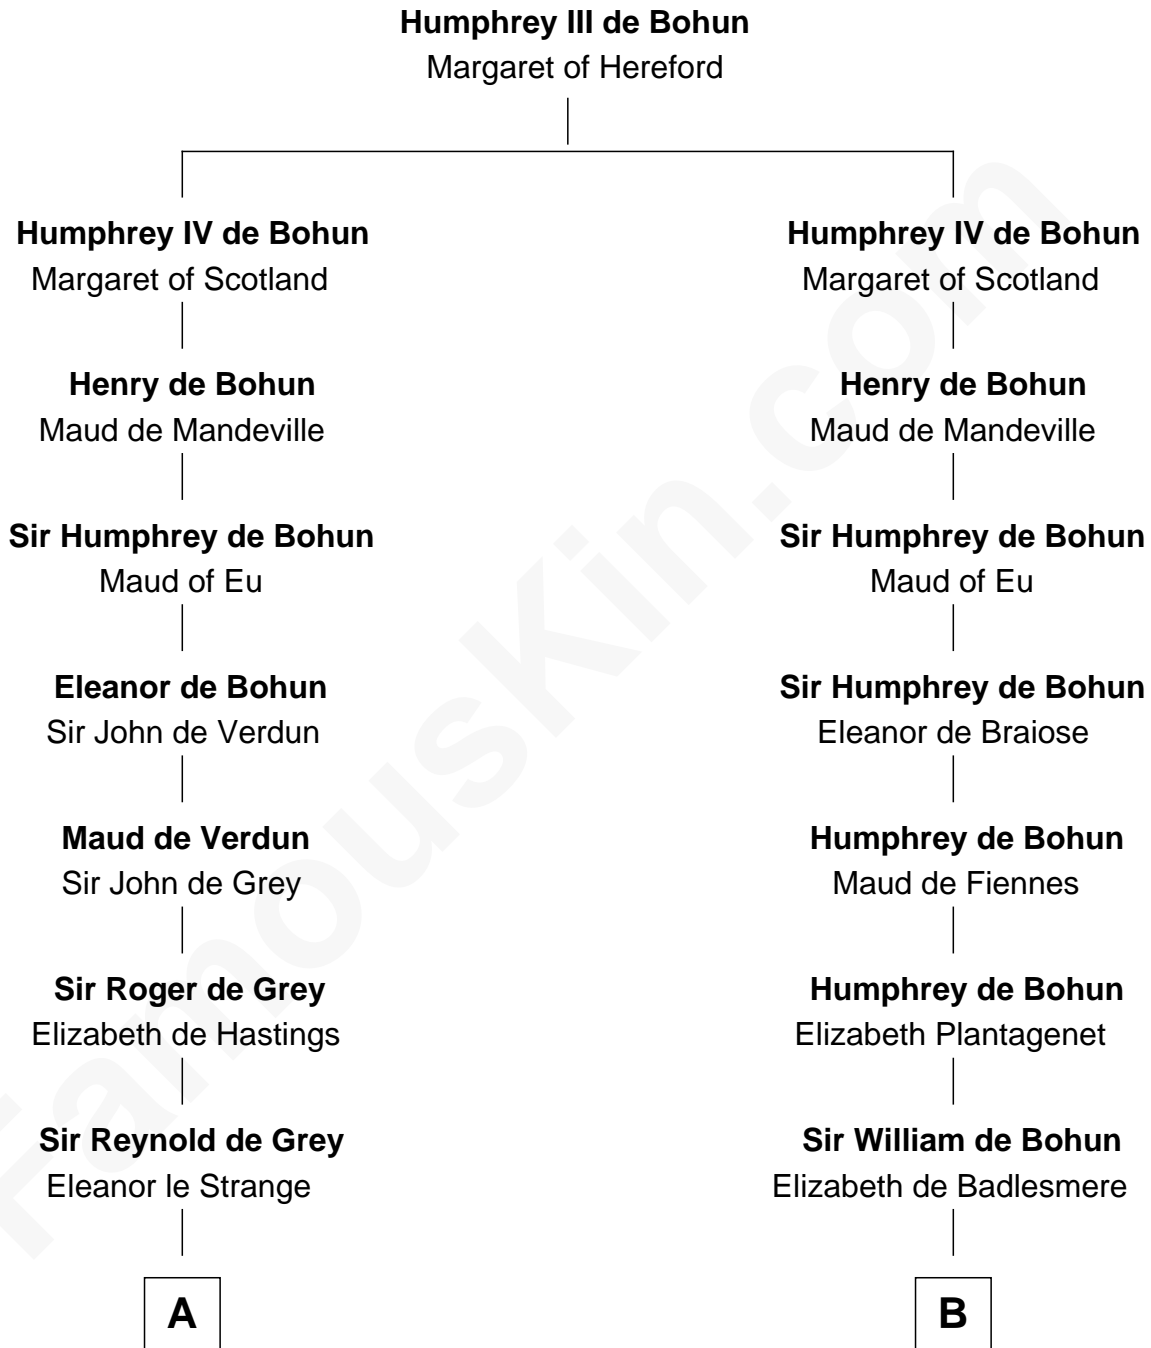 Humphrey III de Bohun
Margaret of Hereford
Humphrey IV de Bohun
Margaret of Scotland
Henry de Bohun
Maud de Mandeville
Sir Humphrey de Bohun
Maud of Eu
Eleanor de Bohun
Sir John de Verdun
Maud de Verdun
Sir John de Grey
Sir Roger de Grey
Elizabeth de Hastings
Sir Reynold de Grey
Eleanor le Strange
A
Humphrey IV de Bohun
Margaret of Scotland
Henry de Bohun
Maud de Mandeville
Sir Humphrey de Bohun
Maud of Eu
Sir Humphrey de Bohun
Eleanor de Braiose
Humphrey de Bohun
Maud de Fiennes
Humphrey de Bohun
Elizabeth Plantagenet
Sir William de Bohun
Elizabeth de Badlesmere
B
FamousKin.com